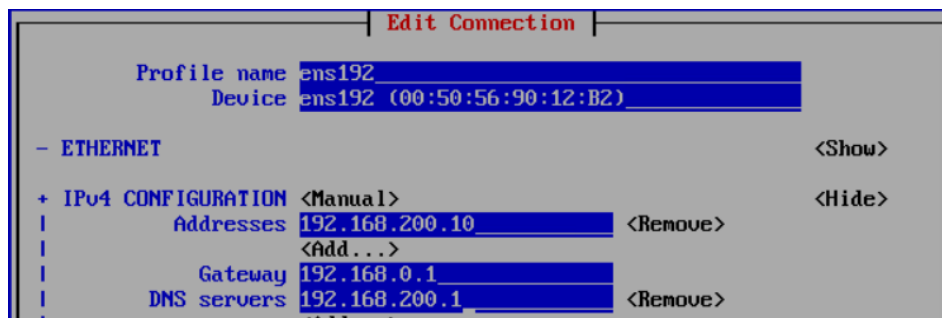 Edit Connection
Profile name ens192
Device ens192 (00:50:56:90:12:B2)
- ETHERNET <Show>
+ IPv4 CONFIGURATION <Manual> <Hide>
Addresses 192.168.200.10 <Remove>
<Add...>
Gateway 192.168.0.1
DNS servers 192.168.200.1 <Remove>